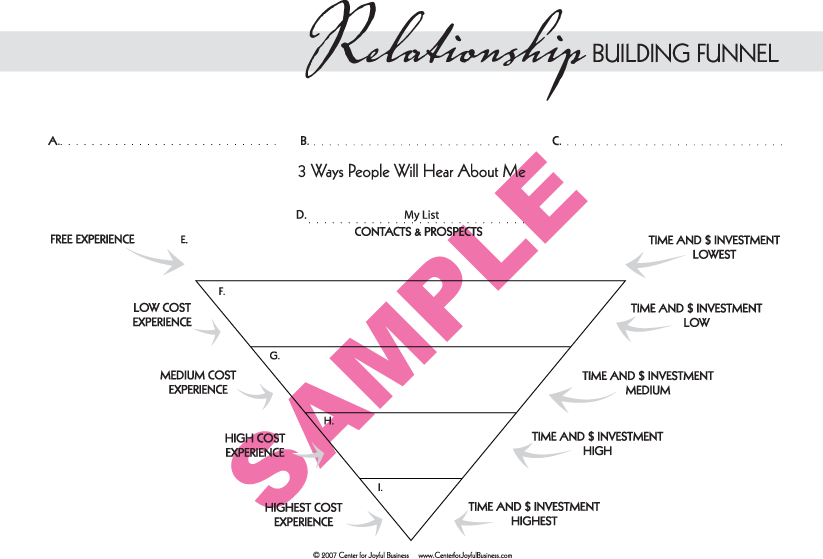 Relationship BUILDING FUNNEL
A. B. C.
3 Ways People Will Hear About Me
D. My List
CONTACTS & PROSPECTS
FREE EXPERIENCE E. TIME AND $ INVESTMENT
LOWEST
F.
LOW COST
EXPERIENCE
TIME AND $ INVESTMENT
LOW
G.
MEDIUM COST
EXPERIENCE
TIME AND $ INVESTMENT
MEDIUM
H.
HIGH COST
EXPERIENCE
TIME AND $ INVESTMENT
HIGH
I.
HIGHEST COST
EXPERIENCE
TIME AND $ INVESTMENT
HIGHEST
SAMPLE
© 2007 Center for Joyful Business www.CenterforJoyfulBusiness.com